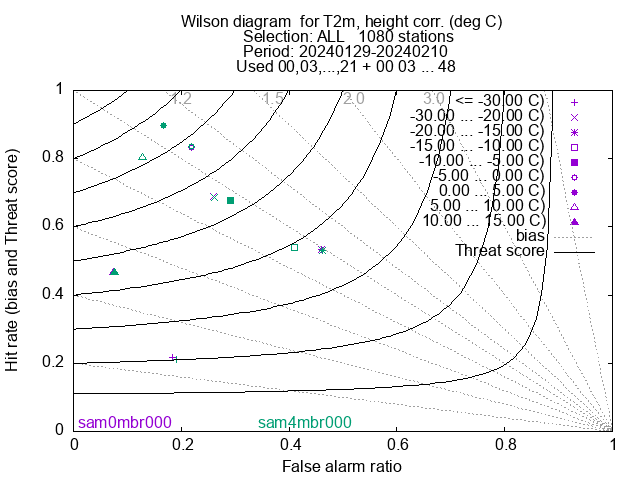 Wilson diagram  for T2m, height corr. (deg C)
Selection: ALL   1080 stations
Period: 20240129-20240210
Used 00,03,...,21 + 00 03 ... 48
1.2 1.5 2.0 3.0
<= -30.00 C)
-30.00 ... -20.00 C)
-20.00 ... -15.00 C)
-15.00 ... -10.00 C)
-10.00 ... -5.00 C)
-5.00 ... 0.00 C)
0.00 ... 5.00 C)
5.00 ... 10.00 C)
10.00 ... 15.00 C)
bias
Threat score
1
0.8
0.6
0.4
0.2
0
Hit rate (bias and Threat score)
sam0mbr000 sam4mbr000
0 0.2 0.4 0.6 0.8 1
False alarm ratio